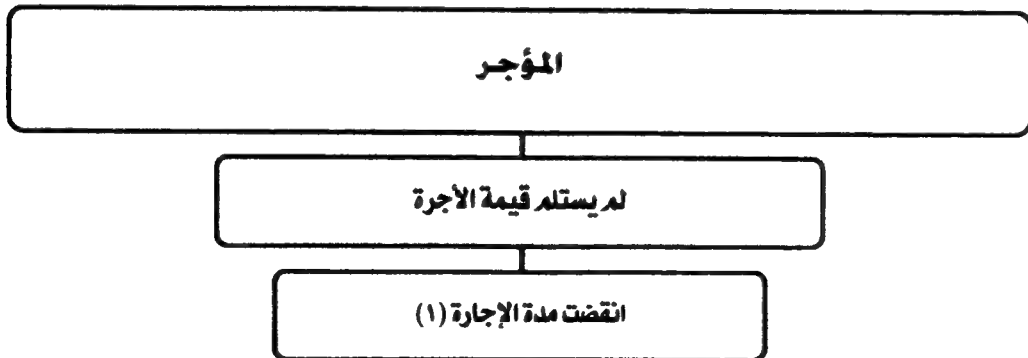 المؤجر
لم يستلم قيمة الأجرة
انقضت مدة الإجارة (١)